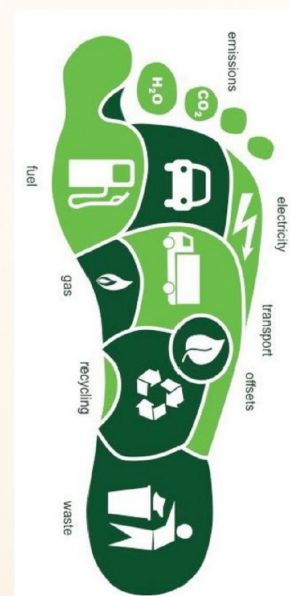 emissions
H₂O
CO₂
fuel
electricity
gas
transport
offsets
recycling
waste